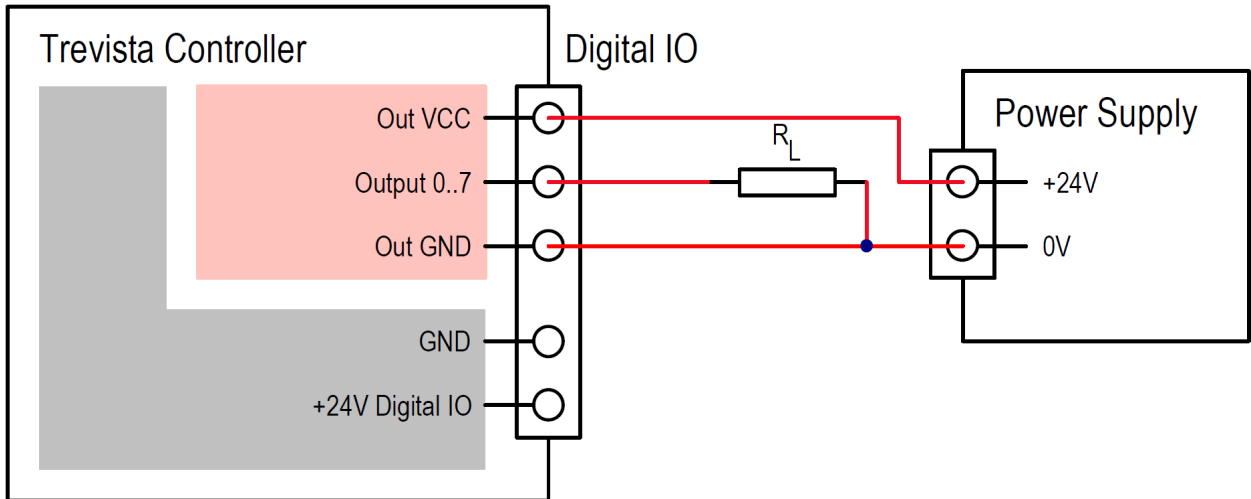 Trevista Controller
Digital IO
Power Supply
Out VCC
Output 0..7
Out GND
GND
+24V Digital IO
RL
+24V
0V